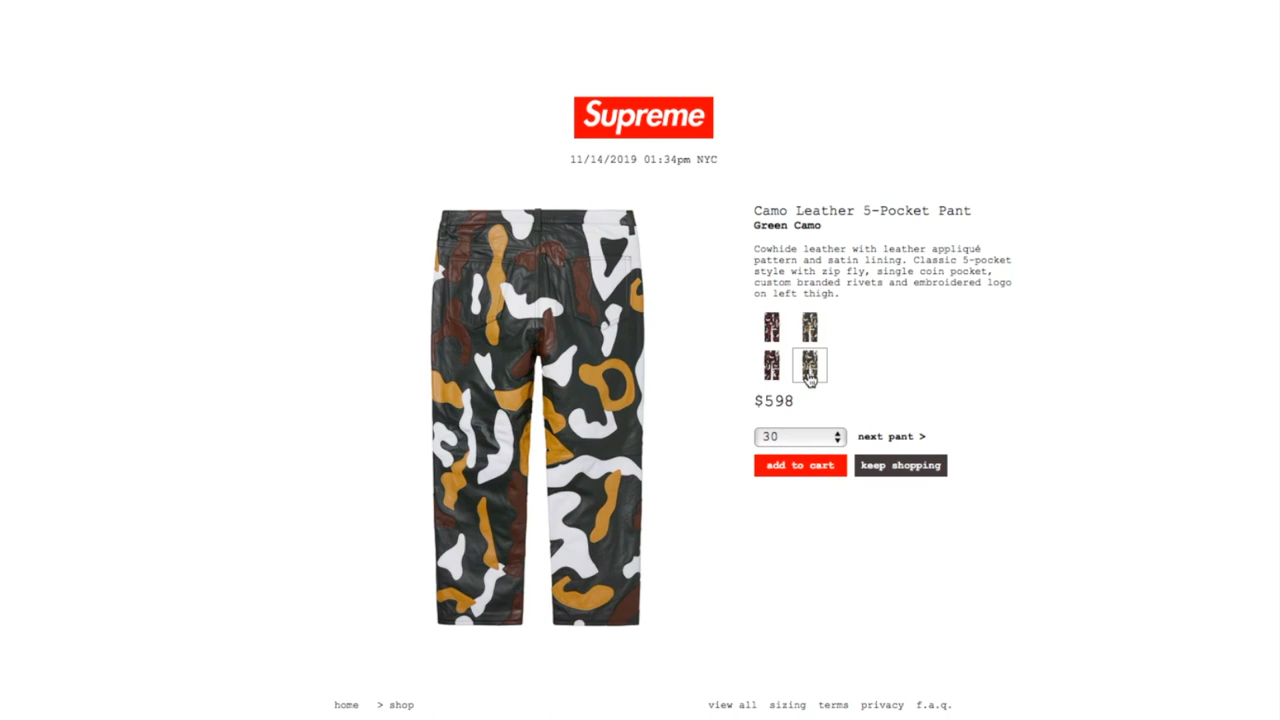 Supreme
11/14/2019 01:34pm NYC
Camo Leather 5-Pocket Pant
Green Camo
Cowhide leather with leather appliqué
pattern and satin lining. Classic 5-pocket
style with zip fly, single coin pocket,
custom branded rivets and embroidered logo
on left thigh.
$598
30 next pant >
add to cart keep shopping
home > shop view all sizing terms privacy f.a.q.